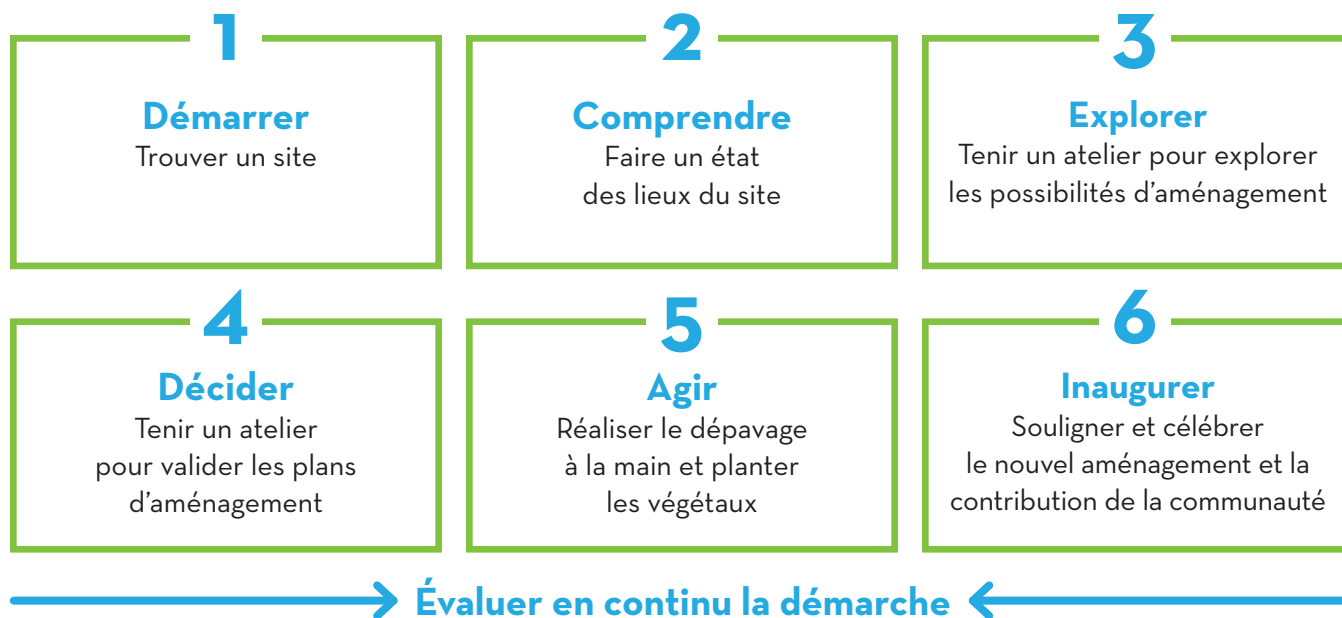 1
Démarrer
Trouver un site
2
Comprendre
Faire un état
des lieux du site
3
Explorer
Tenir un atelier pour explorer
les possibilités d’aménagement
4
Décider
Tenir un atelier
pour valider les plans
d’aménagement
5
Agir
Réaliser le dépavage
à la main et planter
les végétaux
6
Inaugurer
Souligner et célébrer
le nouvel aménagement et la
contribution de la communauté
Évaluer en continu la démarche